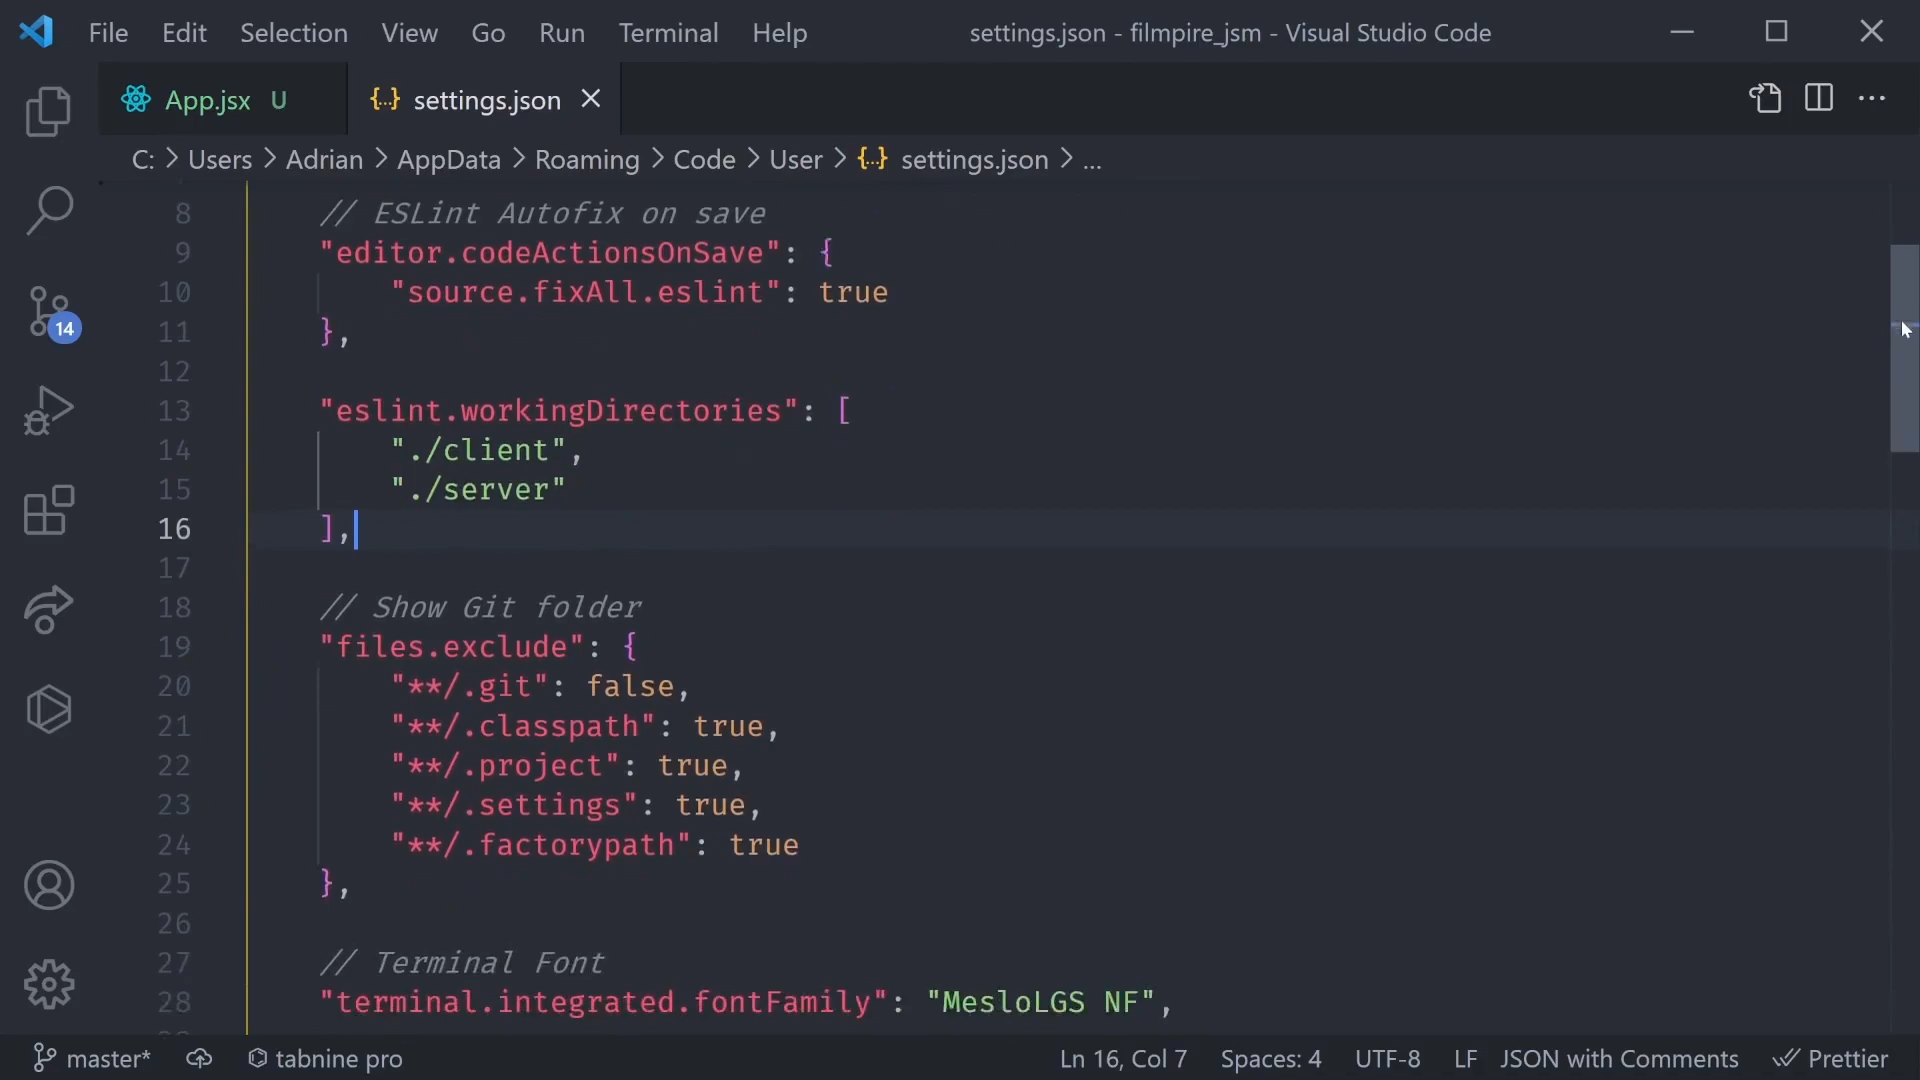 File Edit Selection View Go Run Terminal Help settings.json - filmpire_jsm - Visual Studio Code
App.jsx U {..} settings.json
C: > Users > Adrian > AppData > Roaming > Code > User > {..} settings.json > ...
8 // ESLint Autofix on save
9 "editor.codeActionsOnSave": {
10 "source.fixAll.eslint": true
11 },
12
13 "eslint.workingDirectories": [
14 "./client",
15 "./server"
16 ],
17
18 // Show Git folder
19 "files.exclude": {
20 "**/.git": false,
21 "**/.classpath": true,
22 "**/.project": true,
23 "**/.settings": true,
24 "**/.factorypath": true
25 },
26
27 // Terminal Font
28 "terminal.integrated.fontFamily": "MesloLGS NF",
14
master* tabnine pro Ln 16, Col 7 Spaces: 4 UTF-8 LF JSON with Comments Prettier